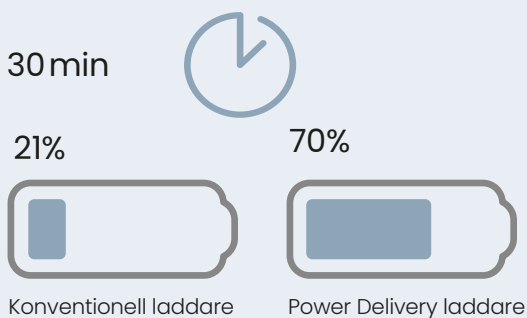 30 min
21%
70%
Konventionell laddare
Power Delivery laddare